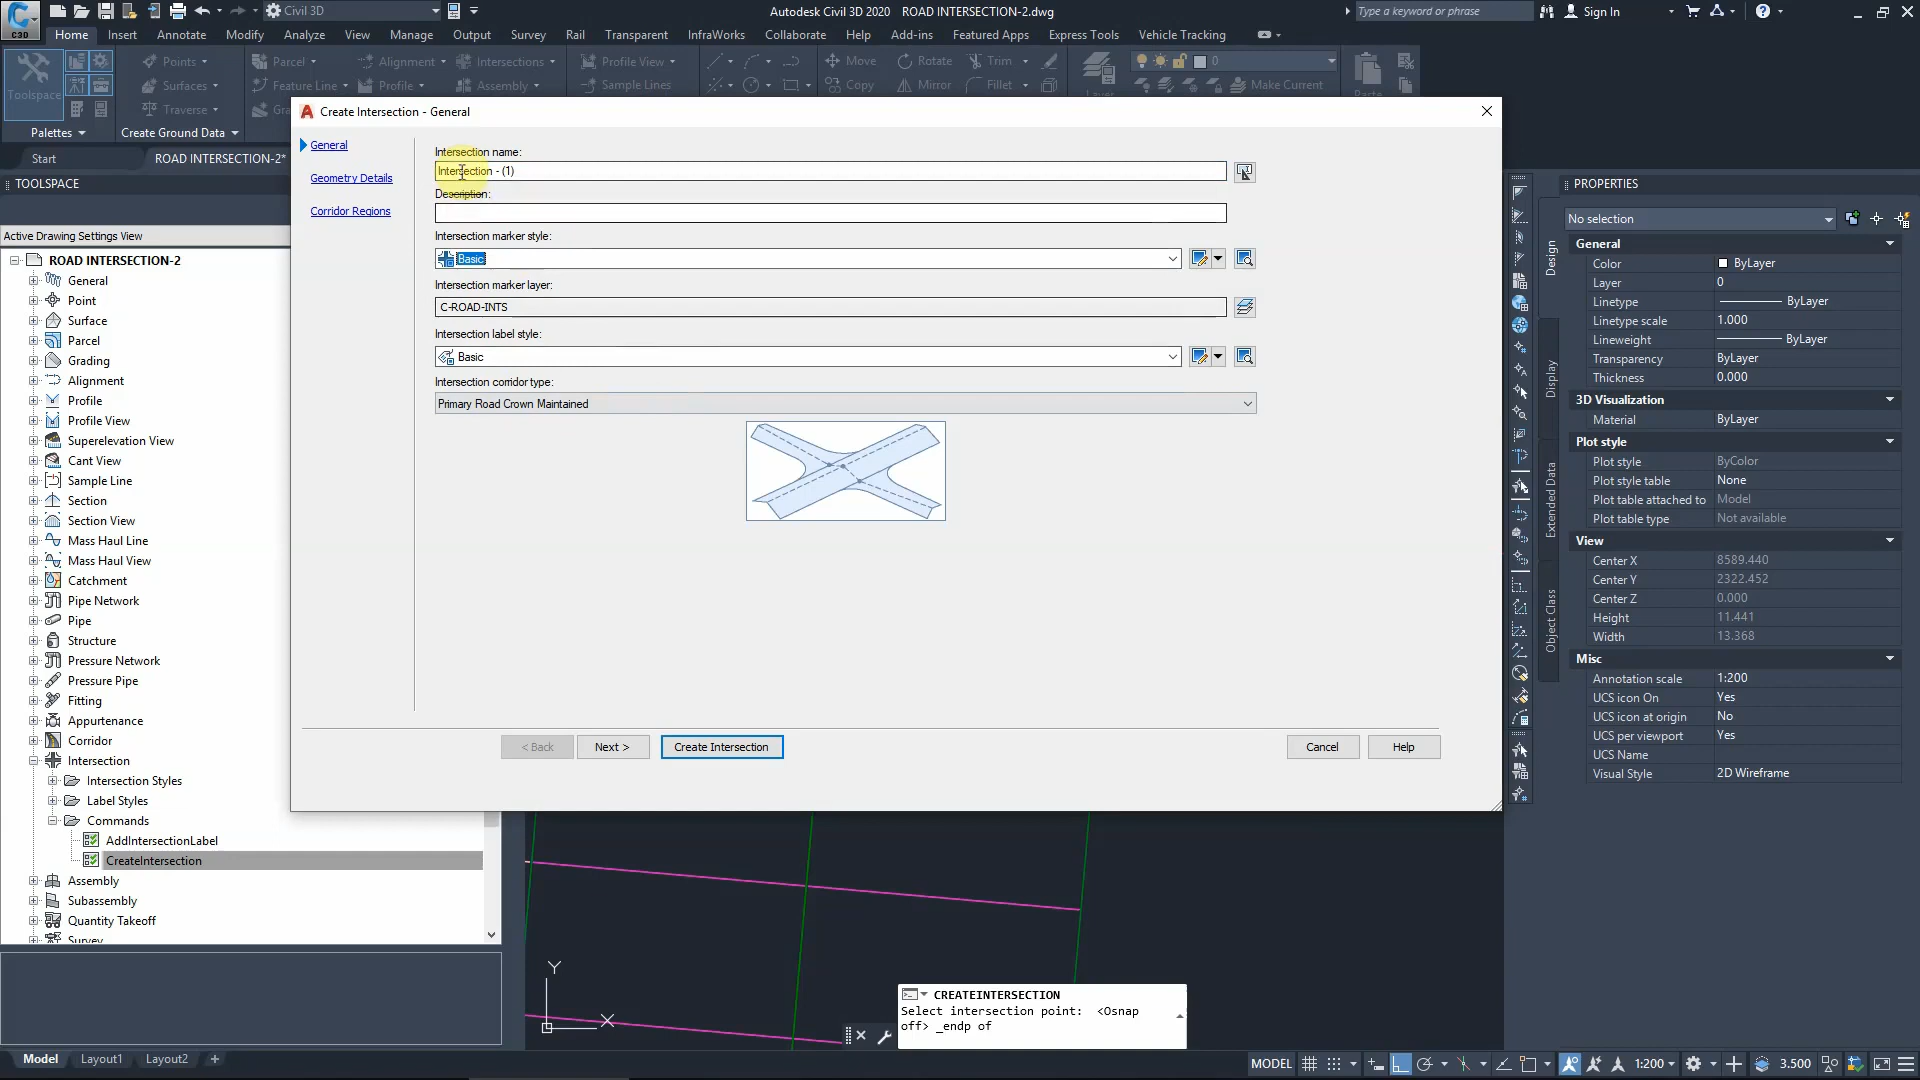 Civil 3D
Autodesk Civil 3D 2020 ROAD INTERSECTION-2.dwg
Type a keyword or phrase
Sign In
C3D
Home Insert Annotate Modify Analyze View Manage Output Survey Rail Transparent InfraWorks Collaborate Help Add-ins Featured Apps Express Tools Vehicle Tracking
Toolspace
Points
Surfaces
Traverse
Parcel
Feature Line
Alignment
Profile
Intersections
Assembly
Profile View
Sample Lines
Move
Copy
Rotate
Mirror
Trim
Fillet
0
Make Current
Palettes
Create Ground Data
Start
ROAD INTERSECTION-2*
TOOLSPACE
Active Drawing Settings View
ROAD INTERSECTION-2
General
Point
Surface
Parcel
Grading
Alignment
Profile
Profile View
Superelevation View
Cant View
Sample Line
Section
Section View
Mass Haul Line
Mass Haul View
Catchment
Pipe Network
Pipe
Structure
Pressure Network
Pressure Pipe
Fitting
Appurtenance
Corridor
Intersection
Intersection Styles
Label Styles
Commands
AddIntersectionLabel
CreateIntersection
Assembly
Subassembly
Quantity Takeoff
Survey
Create Intersection - General
General
Geometry Details
Corridor Regions
Intersection name:
Intersection - (1)
Description:
Intersection marker style:
Basic
Intersection marker layer:
C-ROAD-INTS
Intersection label style:
Basic
Intersection corridor type:
Primary Road Crown Maintained
< Back
Next >
Create Intersection
Cancel
Help
Y
X
CREATEINTERSECTION
Select intersection point: <Osnap
off> _endp of
PROPERTIES
No selection
Design
Display
Extended Data
Object Class
General
Color ByLayer
Layer 0
Linetype ByLayer
Linetype scale 1.000
Lineweight ByLayer
Transparency ByLayer
Thickness 0.000
3D Visualization
Material ByLayer
Plot style
Plot style ByColor
Plot style table None
Plot table attached to Model
Plot table type Not available
View
Center X 8589.440
Center Y 2322.452
Center Z 0.000
Height 11.441
Width 13.368
Misc
Annotation scale 1:200
UCS icon On Yes
UCS icon at origin No
UCS per viewport Yes
UCS Name
Visual Style 2D Wireframe
Model Layout1 Layout2 +
MODEL
1:200
3.500